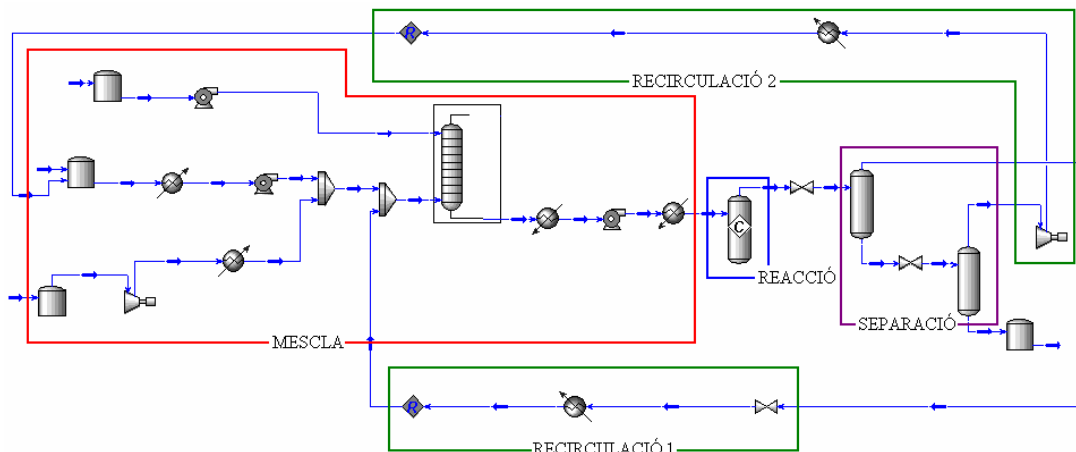 R
RECIRCULACIÓ 2
C
REACCIÓ
SEPARACIÓ
MESCLA
R
RECIRCULACIÓ 1